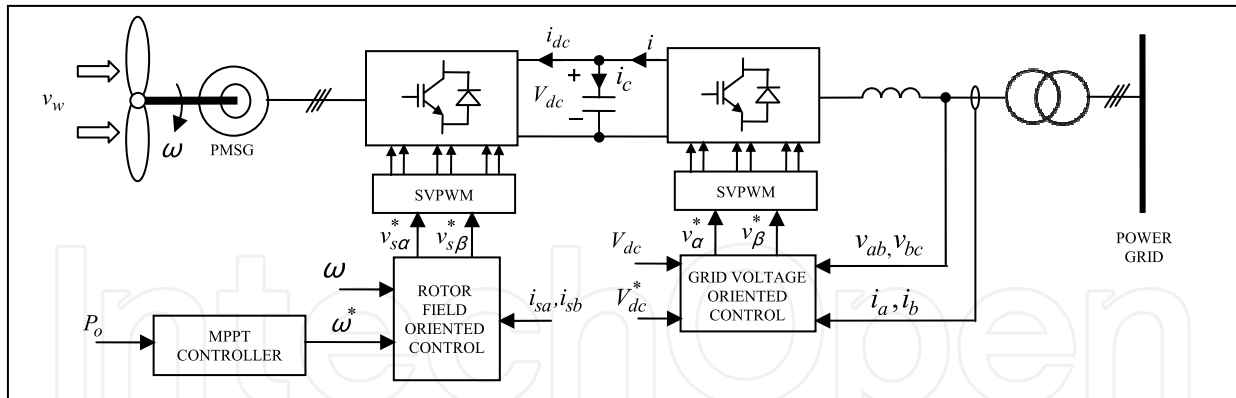 v_w
ω
PMSG
i_dc
i
+
V_dc
−
i_c
SVPWM
SVPWM
v*_sα
v*_sβ
v*_α
v*_β
POWER
GRID
ω
ROTOR
FIELD
ORIENTED
CONTROL
i_sa, i_sb
V_dc
V*_dc
GRID VOLTAGE
ORIENTED
CONTROL
v_ab, v_bc
i_a, i_b
P_o
MPPT
CONTROLLER
ω*
IntechOpen